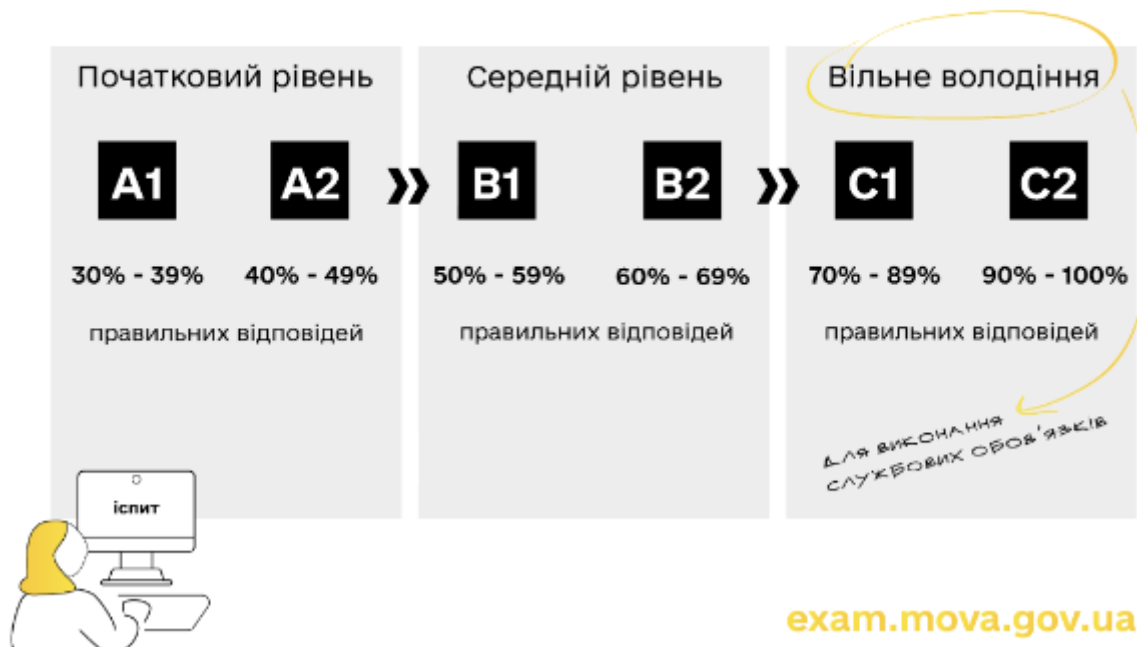 Початковий рівень
A1 A2
30% - 39% 40% - 49%
правильних відповідей
»
Середній рівень
B1 B2
50% - 59% 60% - 69%
правильних відповідей
»
Вільне володіння
C1 C2
70% - 89% 90% - 100%
правильних відповідей
для виконання
службових обов'язків
іспит
exam.mova.gov.ua